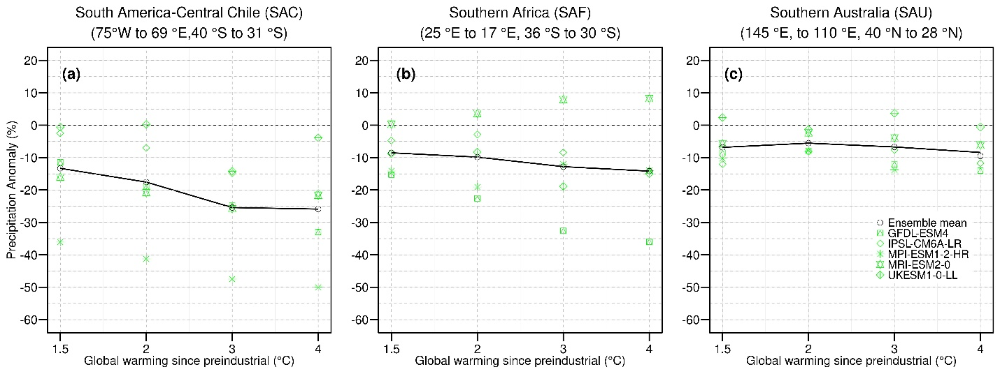 South America-Central Chile (SAC)
(75°W to 69 °E,40 °S to 31 °S)
20
10
0
-10
-20
-30
-40
-50
-60
Precipitation Anomaly (%)
(a)
1.5
2
3
4
Global warming since preindustrial (°C)
Southern Africa (SAF)
(25 °E to 17 °E, 36 °S to 30 °S)
20
10
0
-10
-20
-30
-40
-50
-60
(b)
1.5
2
3
4
Global warming since preindustrial (°C)
Southern Australia (SAU)
(145 °E, to 110 °E, 40 °N to 28 °N)
20
10
0
-10
-20
-30
-40
-50
-60
(c)
Ensemble mean
GFDL-ESM4
IPSL-CM6A-LR
MPI-ESM1-2-HR
MRI-ESM2-0
UKESM1-0-LL
1.5
2
3
4
Global warming since preindustrial (°C)